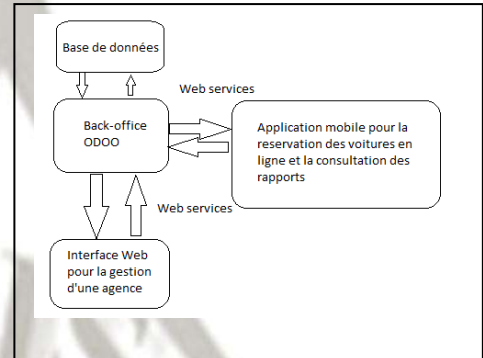 Base de données
Web services
Back-office
ODOO
Application mobile pour la
reservation des voitures en
ligne et la consultation des
rapports
Web services
Interface Web
pour la gestion
d'une agence